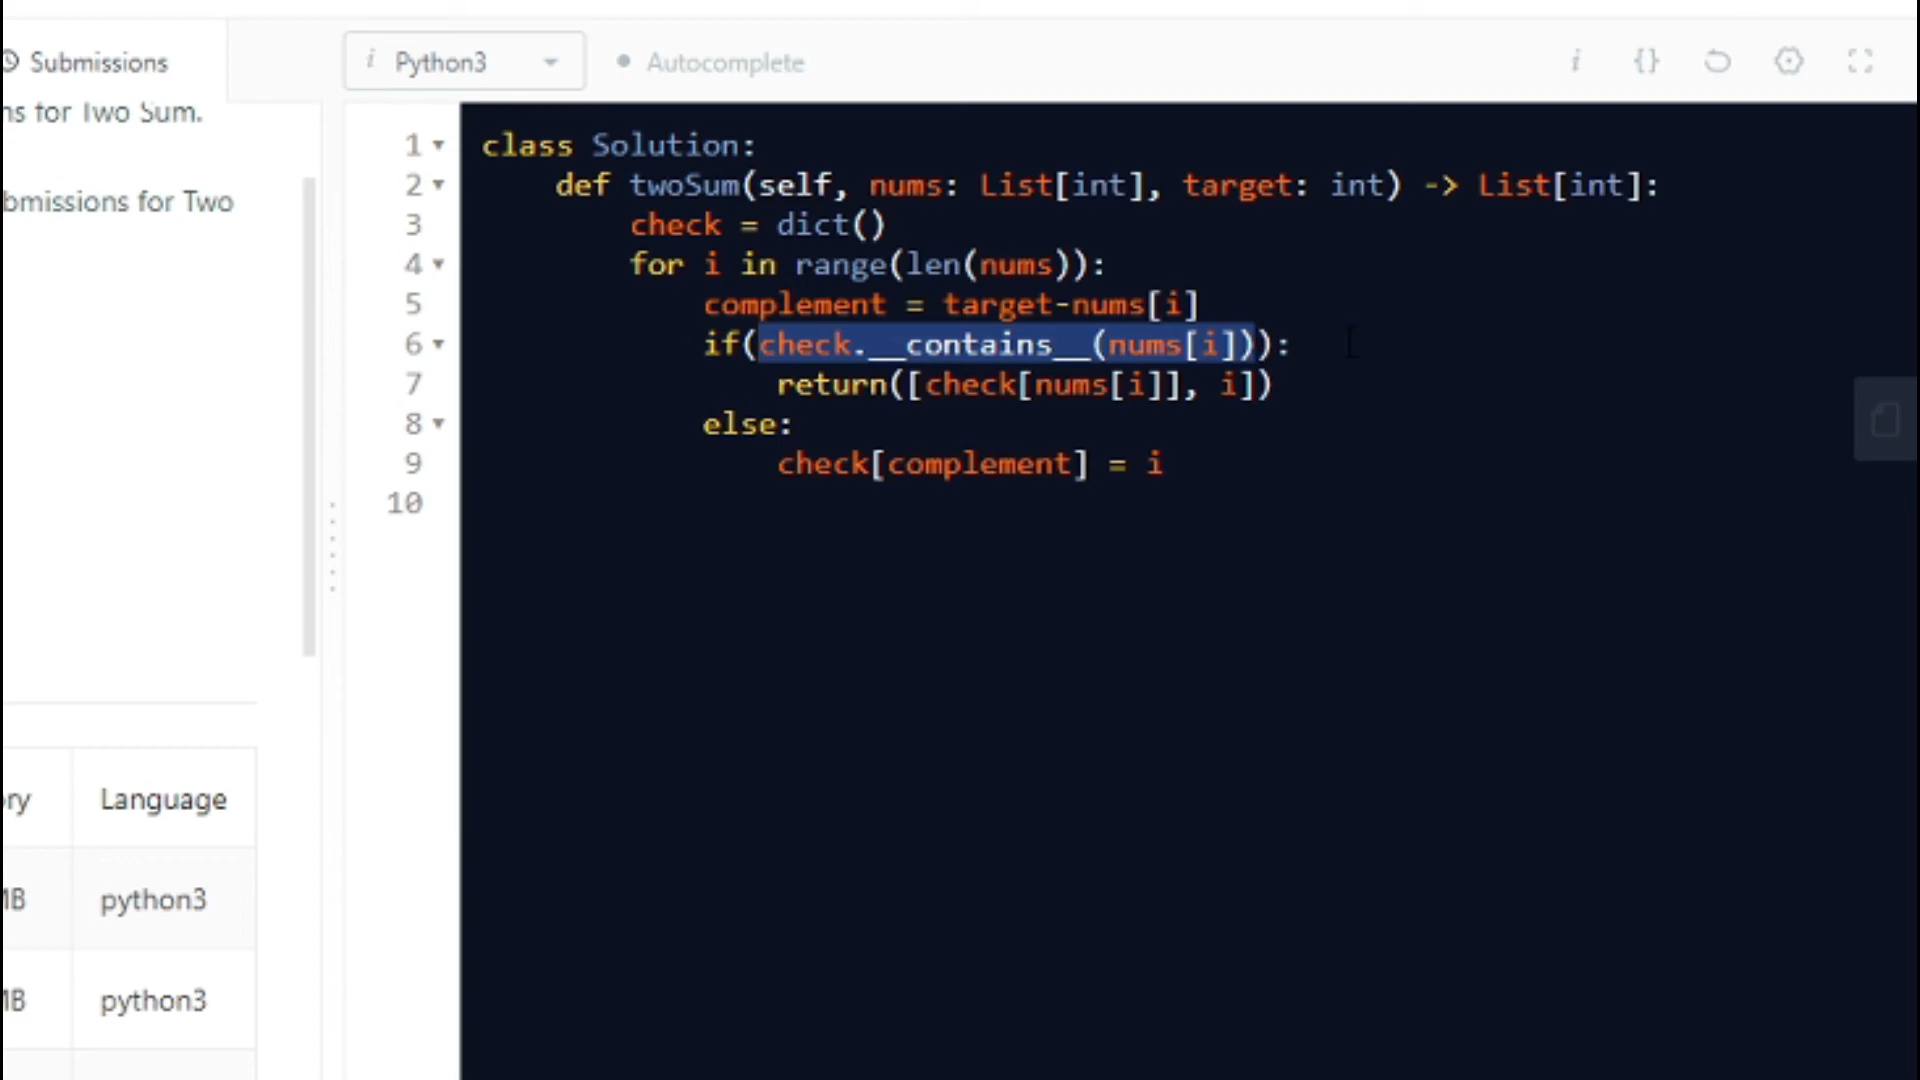 Submissions
Python3
Autocomplete
i {}
ns for Two Sum.
bmissions for Two
ry Language
MB python3
MB python3
1 class Solution:
2 def twoSum(self, nums: List[int], target: int) -> List[int]:
3 check = dict()
4 for i in range(len(nums)):
5 complement = target-nums[i]
6 if(check.__contains__(nums[i])):
7 return([check[nums[i]], i])
8 else:
9 check[complement] = i
10